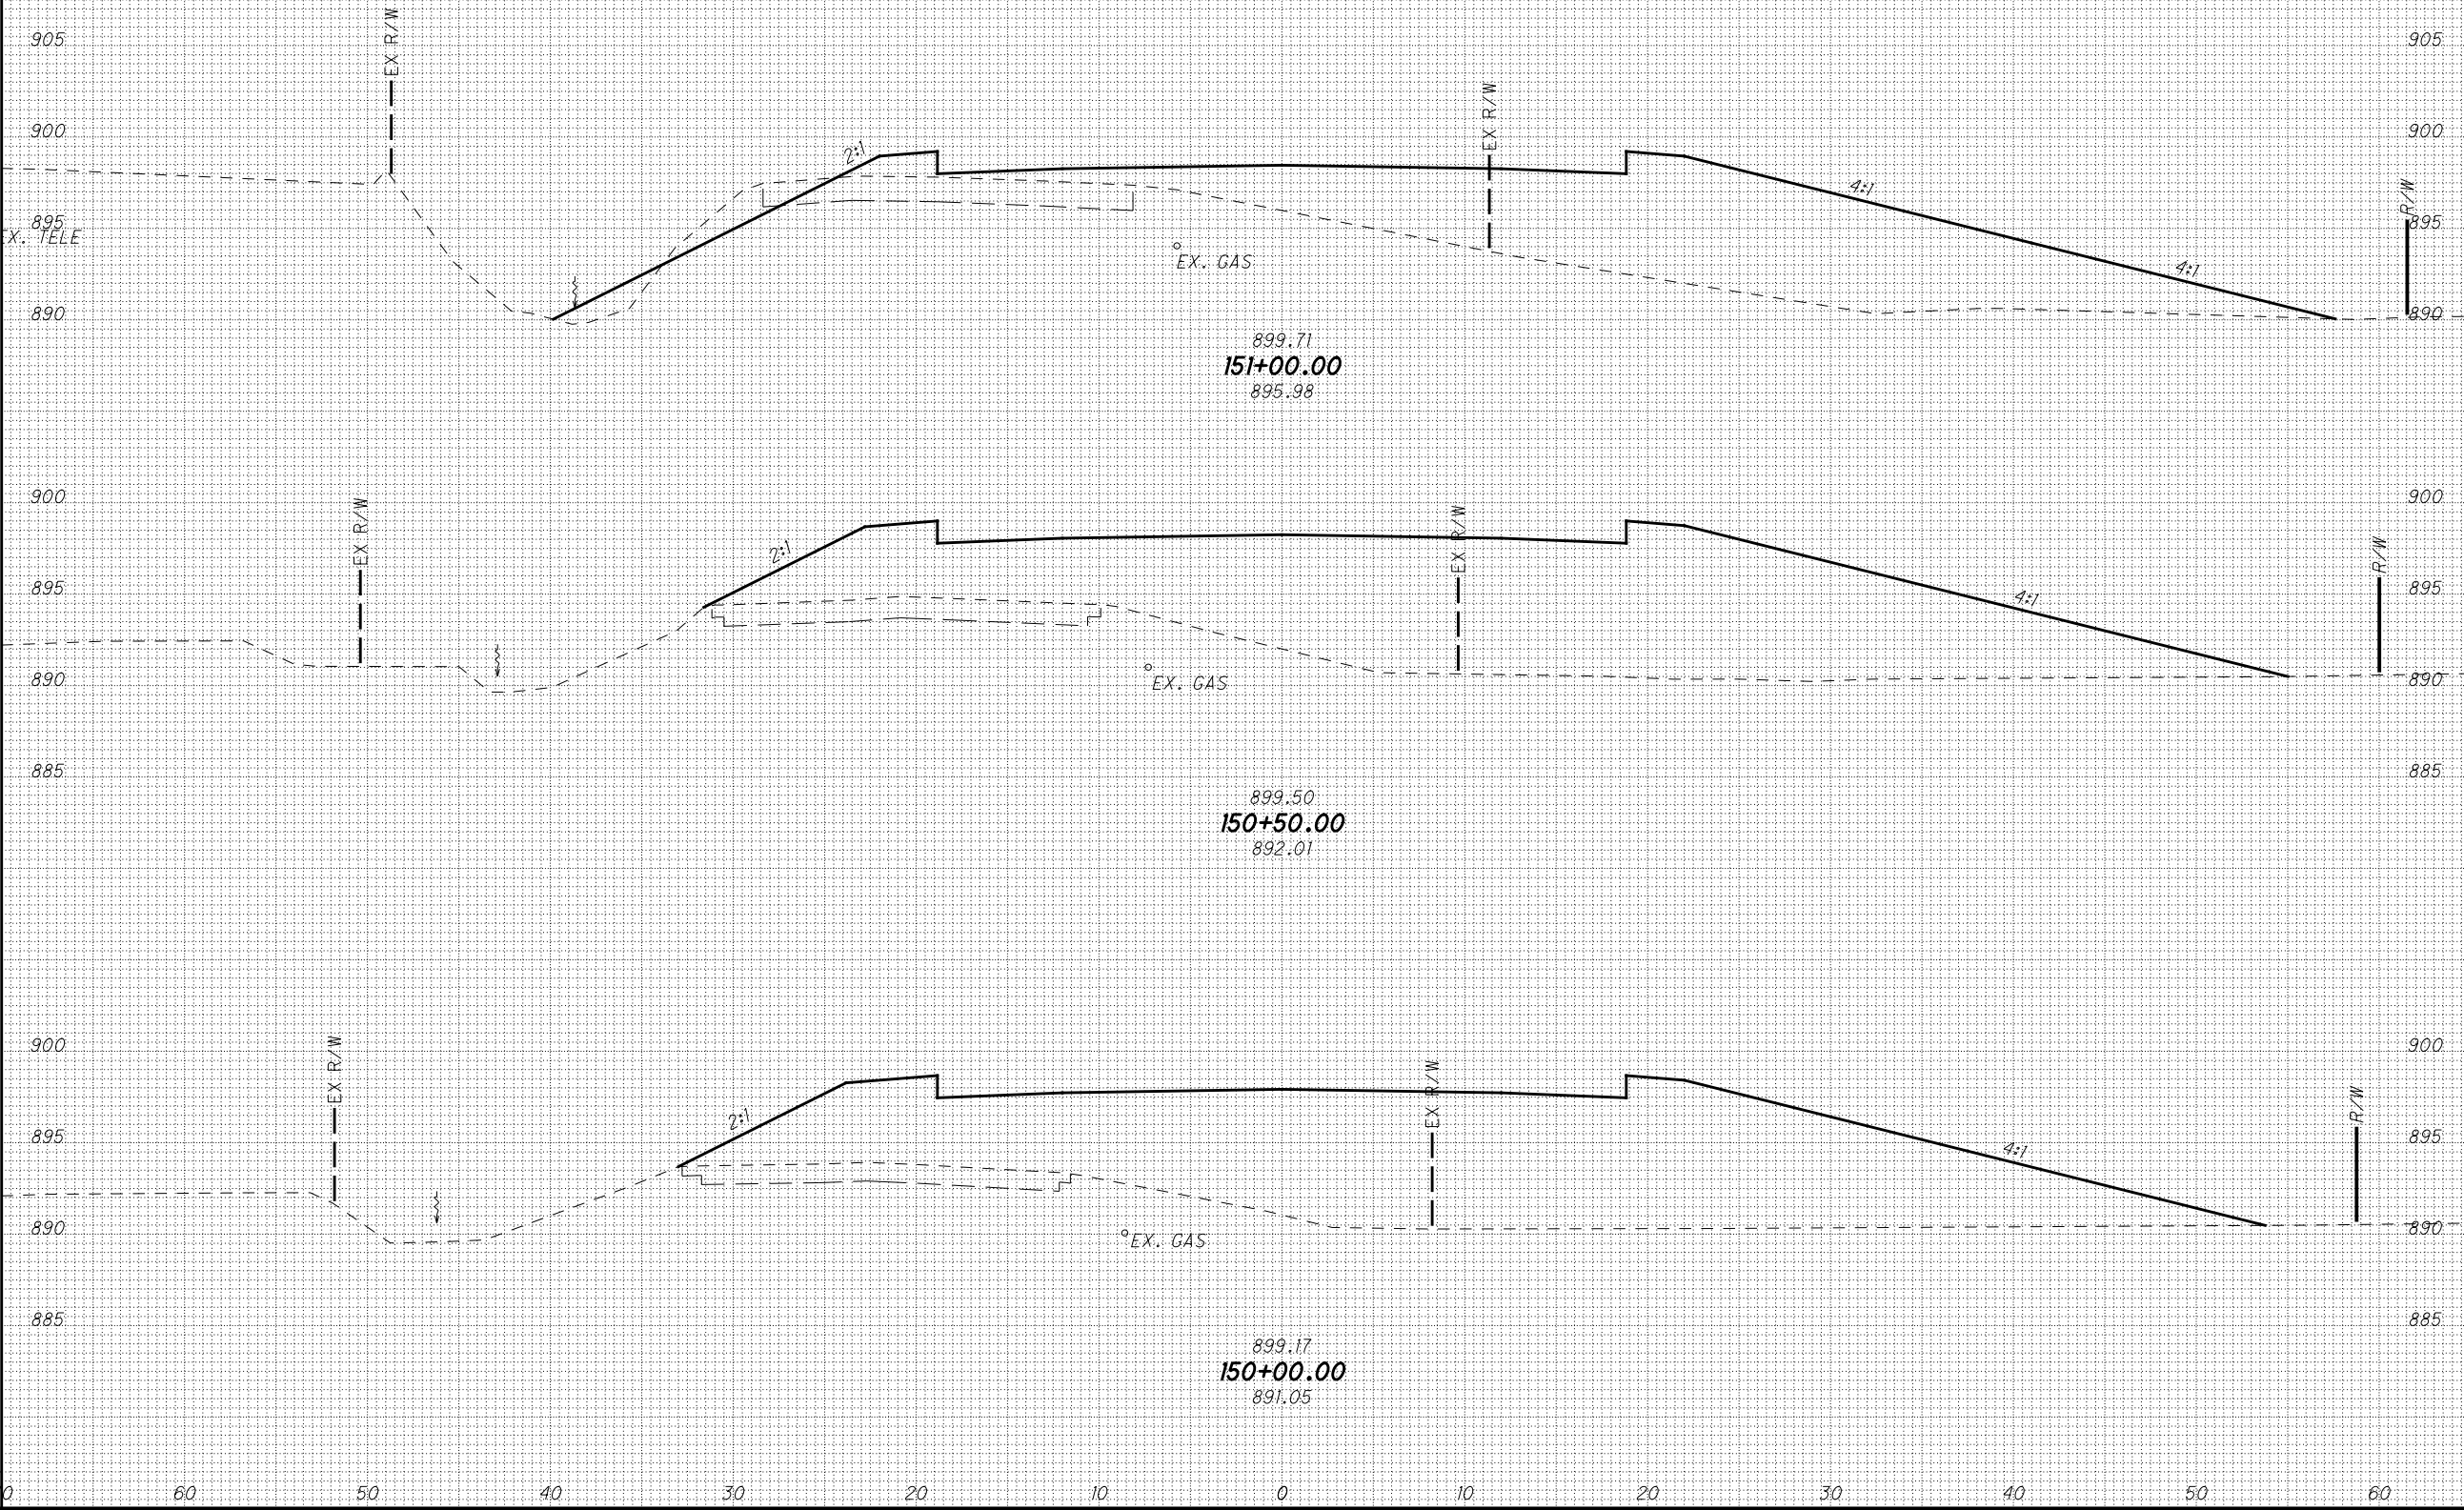 EX R/W
905 905
EX R/W
900 900
2:1
4:1
R/W
895 895
EX. TELE
EX. GAS
4:1
890 890
899.71
151+00.00
895.98
900 900
EX R/W
EX R/W
R/W
2:1
895 895
4:1
890 890
EX. GAS
885 885
899.50
150+50.00
892.01
900 900
EX R/W
EX R/W
R/W
2:1
895 895
4:1
890 890
EX. GAS
885 885
899.17
150+00.00
891.05
0 60 50 40 30 20 10 0 10 20 30 40 50 60